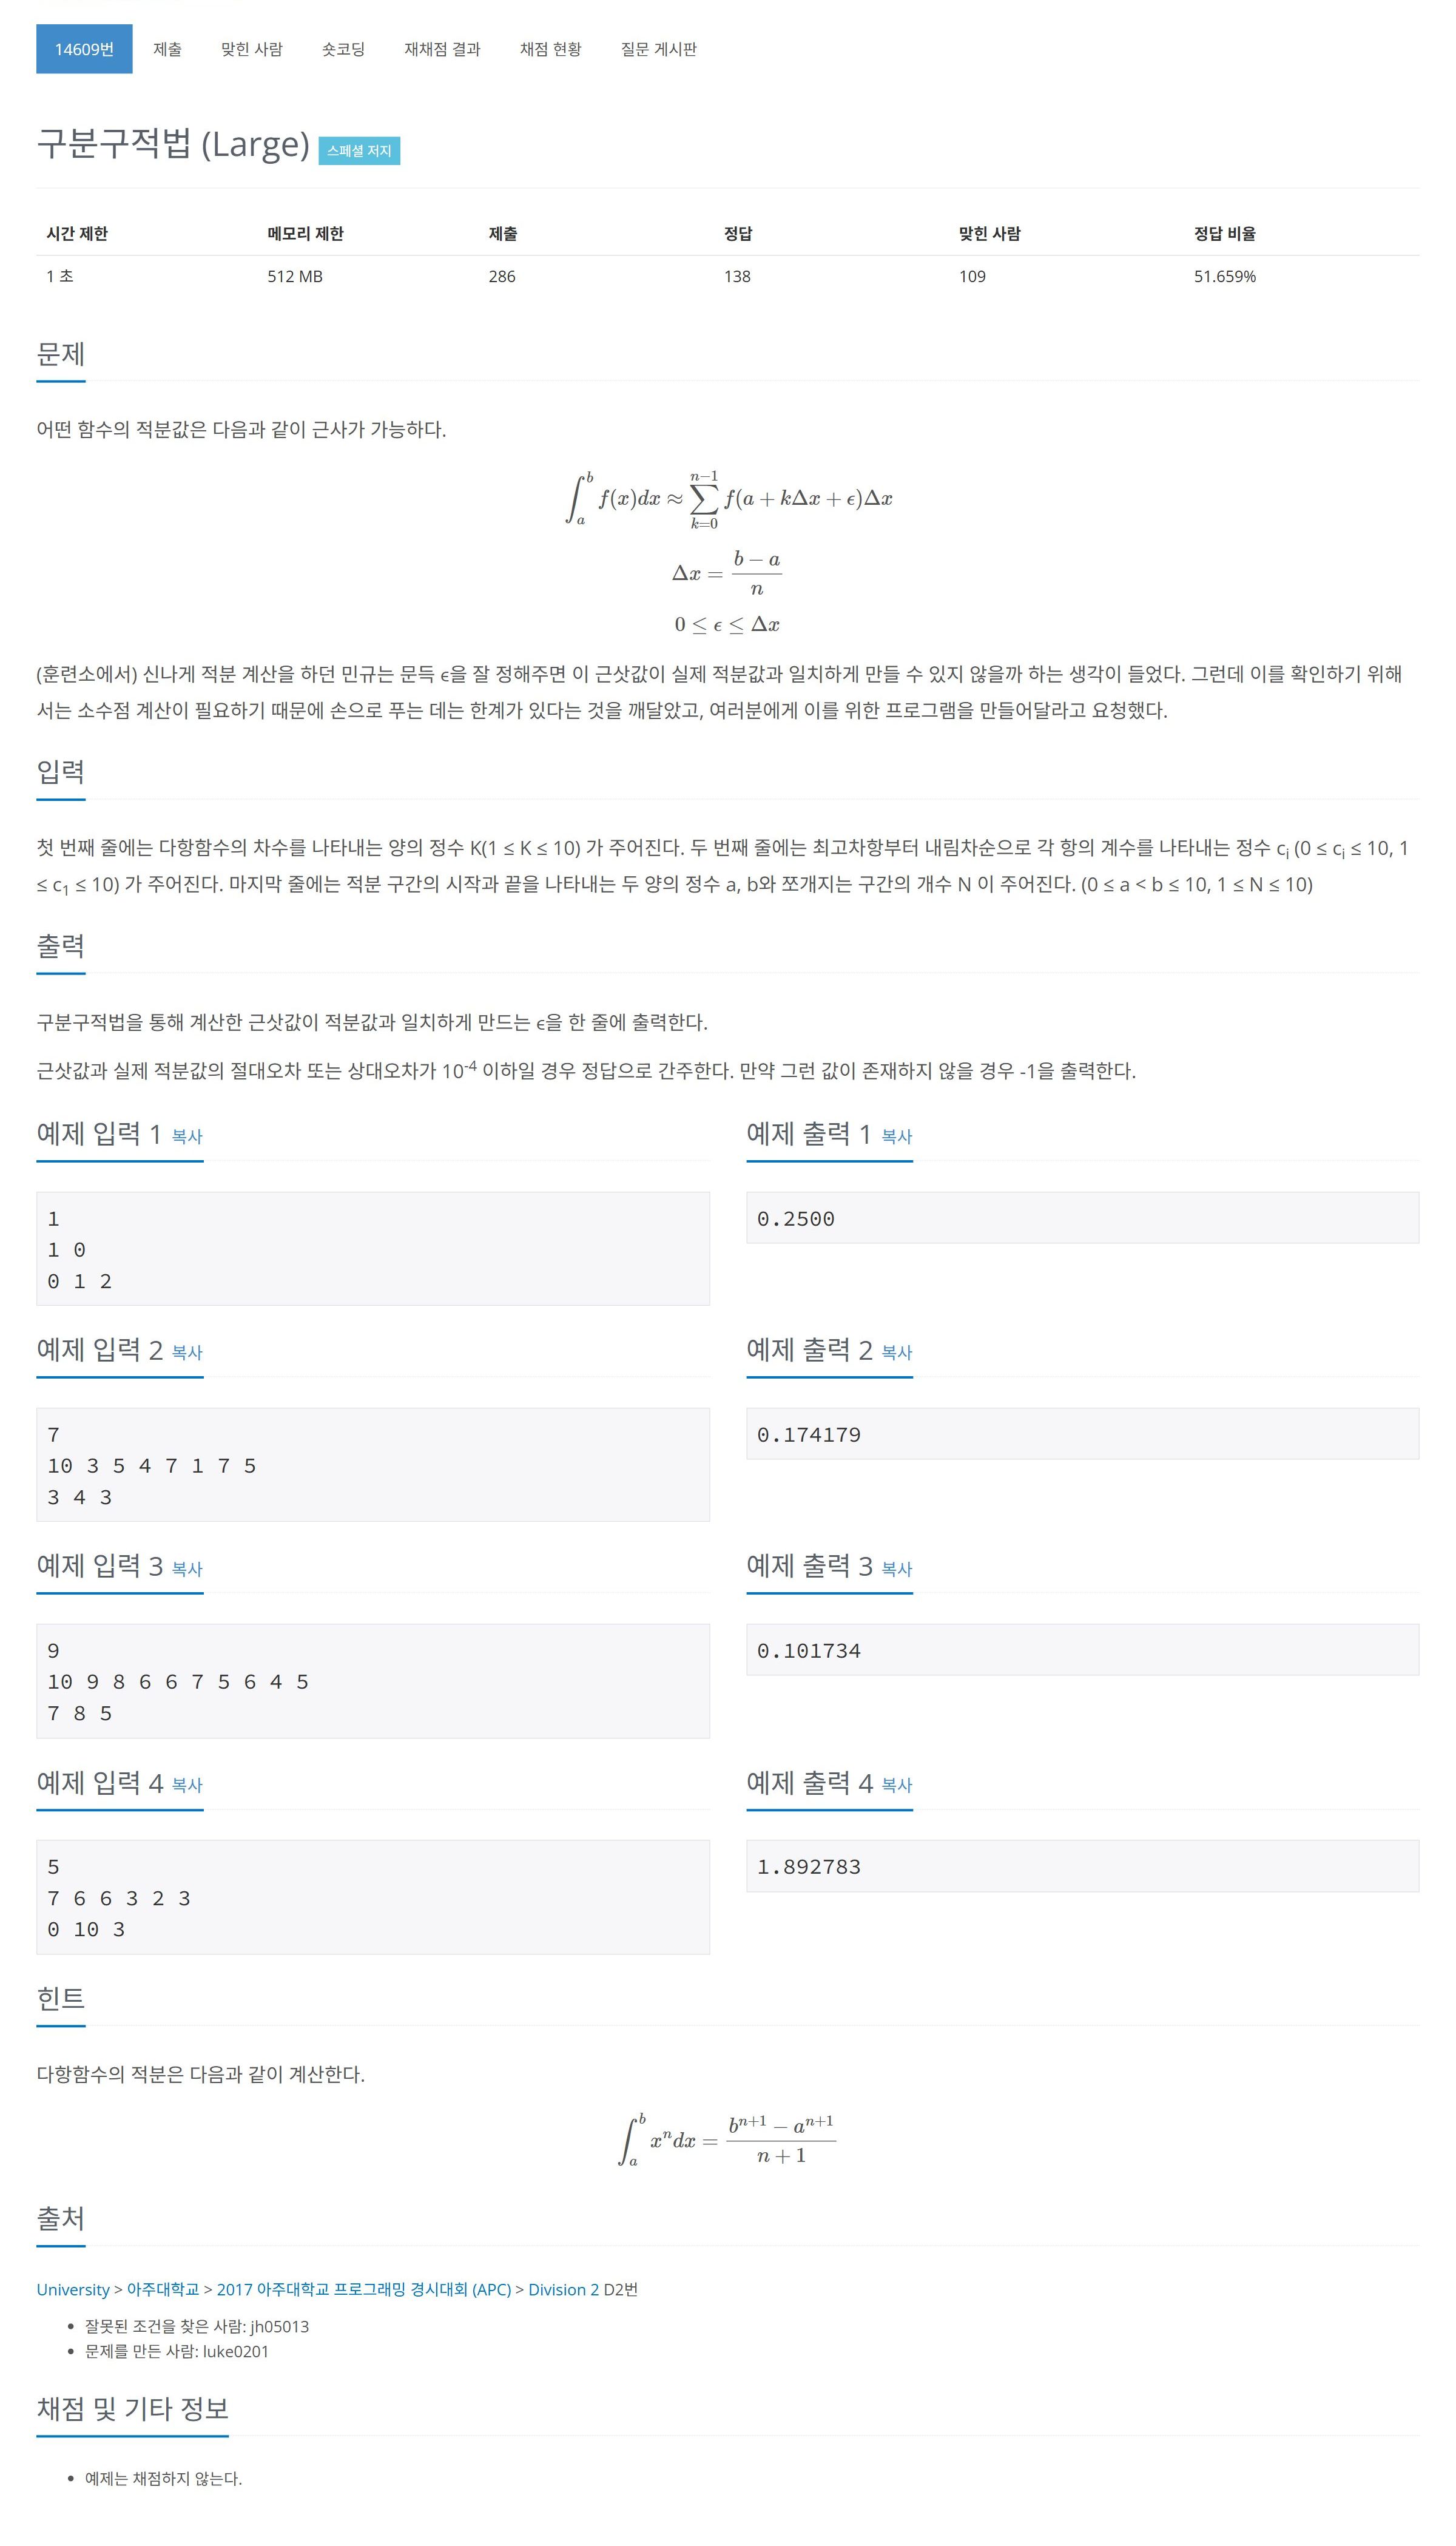 14609번 제출 맞힌 사람 숏코딩 재채점 결과 채점 현황 질문 게시판
구분구적법 (Large) 스페셜 저지
시간 제한 메모리 제한 제출 정답 맞힌 사람 정답 비율
1 초 512 MB 286 138 109 51.659%
문제
어떤 함수의 적분값은 다음과 같이 근사가 가능하다.
∫_a^b f(x)dx ≈ ∑_{k=0}^{n−1} f(a + kΔx + ϵ)Δx
Δx = (b − a)/n
0 ≤ ϵ ≤ Δx
(훈련소에서) 신나게 적분 계산을 하던 민규는 문득 ϵ을 잘 정해주면 이 근삿값이 실제 적분값과 일치하게 만들 수 있지 않을까 하는 생각이 들었다. 그런데 이를 확인하기 위해
서는 소수점 계산이 필요하기 때문에 손으로 푸는 데는 한계가 있다는 것을 깨달았고, 여러분에게 이를 위한 프로그램을 만들어달라고 요청했다.
입력
첫 번째 줄에는 다항함수의 차수를 나타내는 양의 정수 K(1 ≤ K ≤ 10) 가 주어진다. 두 번째 줄에는 최고차항부터 내림차순으로 각 항의 계수를 나타내는 정수 c_i (0 ≤ c_i ≤ 10, 1
≤ c_1 ≤ 10) 가 주어진다. 마지막 줄에는 적분 구간의 시작과 끝을 나타내는 두 양의 정수 a, b와 쪼개지는 구간의 개수 N 이 주어진다. (0 ≤ a < b ≤ 10, 1 ≤ N ≤ 10)
출력
구분구적법을 통해 계산한 근삿값이 적분값과 일치하게 만드는 ϵ을 한 줄에 출력한다.
근삿값과 실제 적분값의 절대오차 또는 상대오차가 10^-4 이하일 경우 정답으로 간주한다. 만약 그런 값이 존재하지 않을 경우 -1을 출력한다.
예제 입력 1 복사
1
1 0
0 1 2
예제 출력 1 복사
0.2500
예제 입력 2 복사
7
10 3 5 4 7 1 7 5
3 4 3
예제 출력 2 복사
0.174179
예제 입력 3 복사
9
10 9 8 6 6 7 5 6 4 5
7 8 5
예제 출력 3 복사
0.101734
예제 입력 4 복사
5
7 6 6 3 2 3
0 10 3
예제 출력 4 복사
1.892783
힌트
다항함수의 적분은 다음과 같이 계산한다.
∫_a^b x^n dx = (b^{n+1} − a^{n+1})/(n + 1)
출처
University > 아주대학교 > 2017 아주대학교 프로그래밍 경시대회 (APC) > Division 2 D2번
• 잘못된 조건을 찾은 사람: jh05013
• 문제를 만든 사람: luke0201
채점 및 기타 정보
• 예제는 채점하지 않는다.